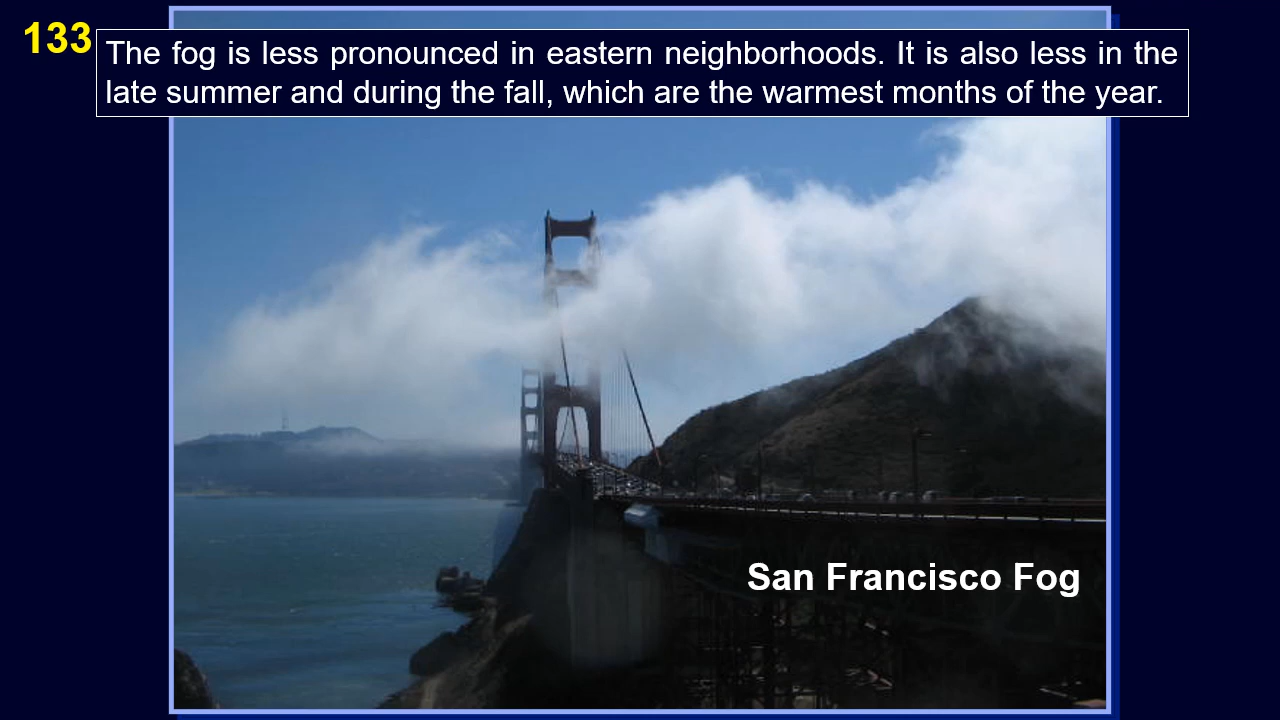 133
The fog is less pronounced in eastern neighborhoods. It is also less in the
late summer and during the fall, which are the warmest months of the year.
San Francisco Fog